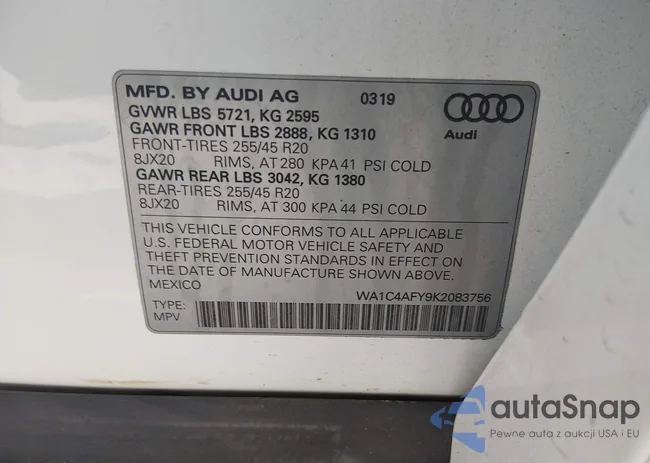 MFD. BY AUDI AG 0319
GVWR LBS 5721, KG 2595
GAWR FRONT LBS 2888, KG 1310
FRONT-TIRES 255/45 R20
8JX20 RIMS, AT 280 KPA 41 PSI COLD
GAWR REAR LBS 3042, KG 1380
REAR-TIRES 255/45 R20
8JX20 RIMS, AT 300 KPA 44 PSI COLD
Audi
THIS VEHICLE CONFORMS TO ALL APPLICABLE
U.S. FEDERAL MOTOR VEHICLE SAFETY AND
THEFT PREVENTION STANDARDS IN EFFECT ON
THE DATE OF MANUFACTURE SHOWN ABOVE.
MEXICO
WA1C4AFY9K2083756
TYPE:
MPV
autaSnap
Pewne auta z aukcji USA i EU